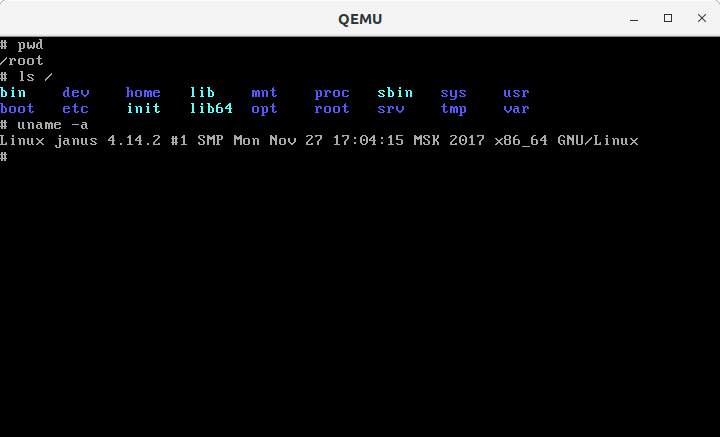 QEMU
# pwd
/root
# ls /
bin dev home lib mnt proc sbin sys usr
boot etc init lib64 opt root srv tmp var
# uname -a
Linux janus 4.14.2 #1 SMP Mon Nov 27 17:04:15 MSK 2017 x86_64 GNU/Linux
#